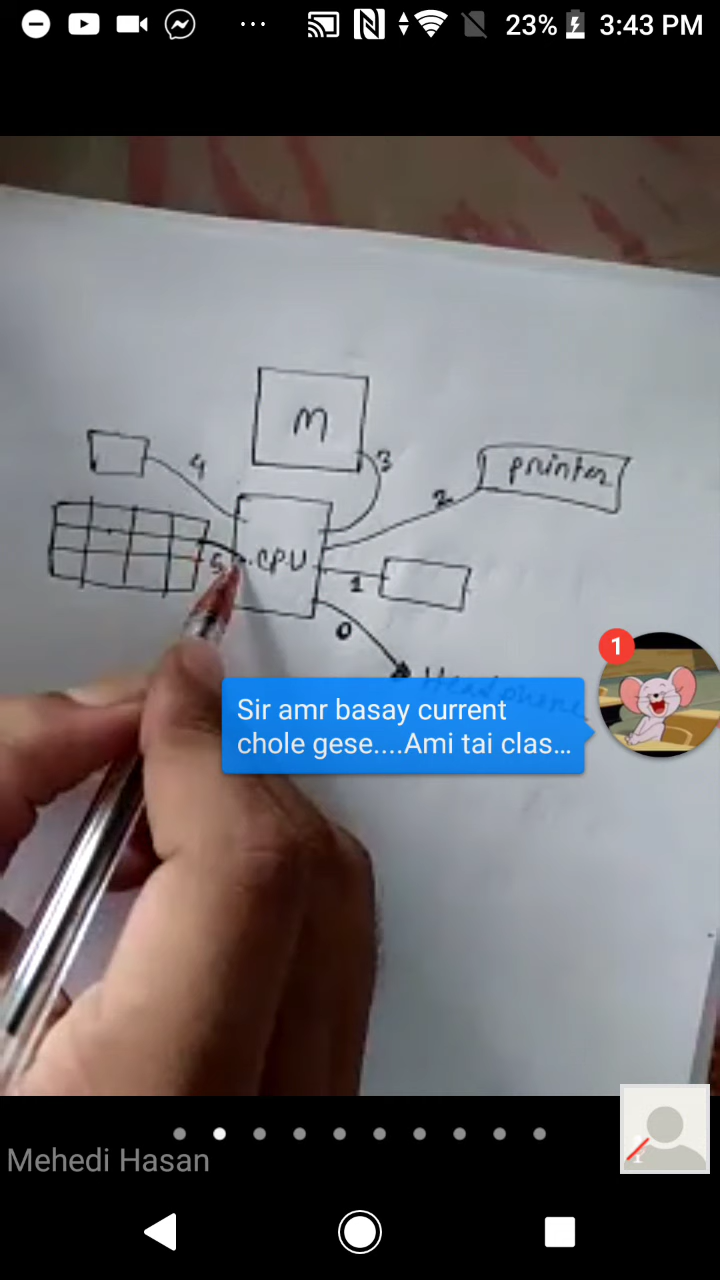 23% 3:43 PM
M
4
3
printer
2
CPU
5
1
0
Headphone
1
Sir amr basay current
chole gese....Ami tai clas...
Mehedi Hasan